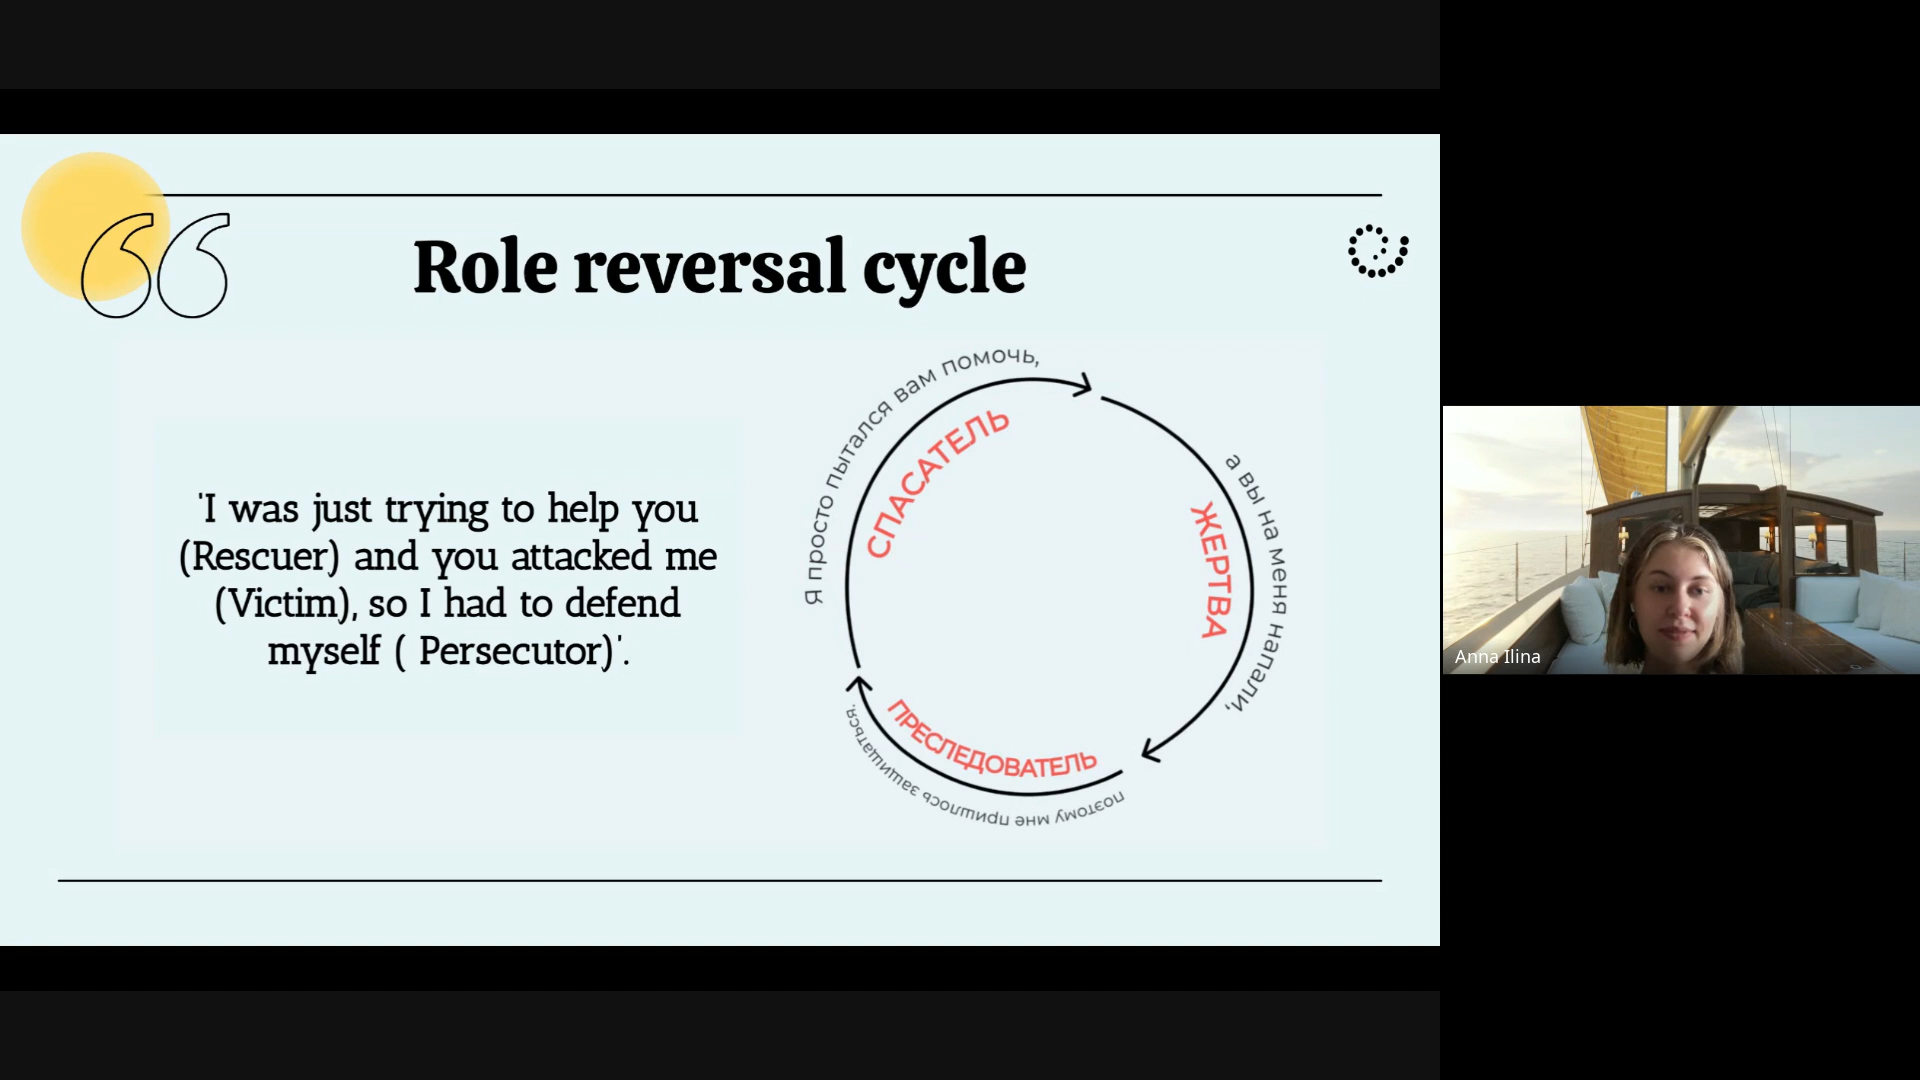 Role reversal cycle
'I was just trying to help you
(Rescuer) and you attacked me
(Victim), so I had to defend
myself ( Persecutor)'.
Я просто пытался вам помочь,
СПАСАТЕЛЬ
а вы на меня напали,
ЖЕРТВА
поэтому мне пришлось защищаться.
ПРЕСЛЕДОВАТЕЛЬ
Anna Ilina